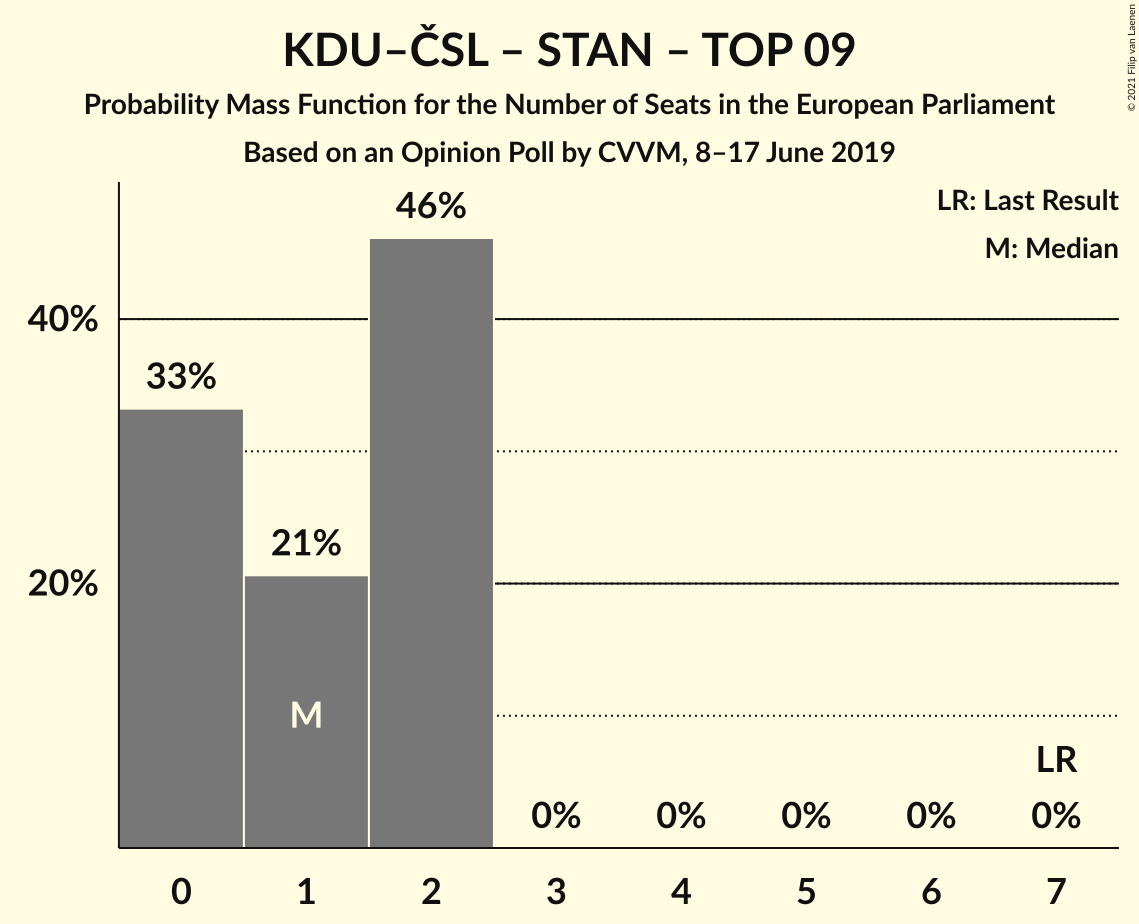 KDU–ČSL – STAN – TOP 09
Probability Mass Function for the Number of Seats in the European Parliament
Based on an Opinion Poll by CVVM, 8–17 June 2019
© 2021 Filip van Laenen
LR: Last Result
M: Median
46%
40%
33%
21%
20%
M
LR
0% 0% 0% 0% 0%
0 1 2 3 4 5 6 7